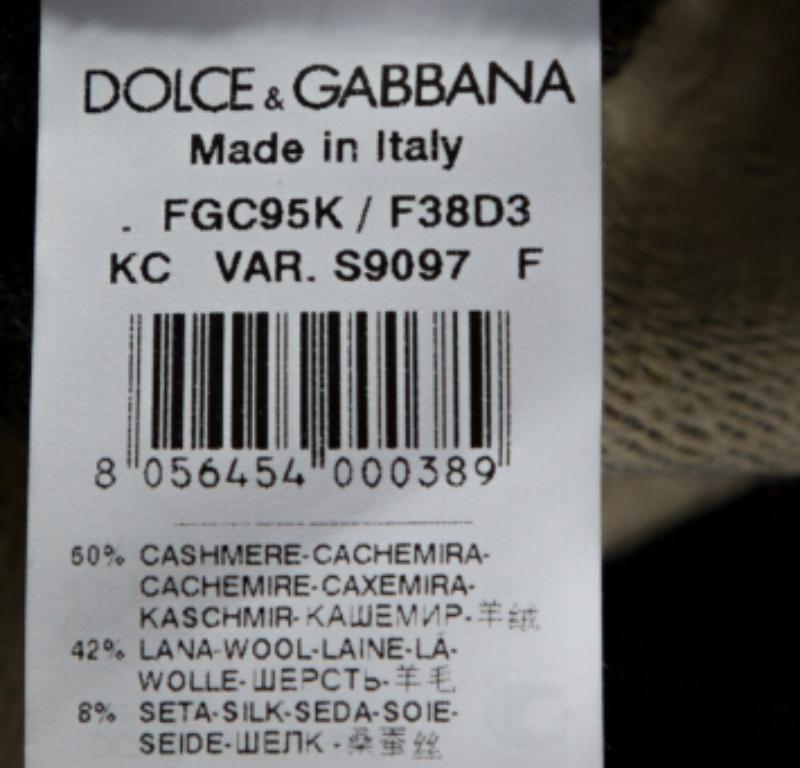 DOLCE & GABBANA
Made in Italy
. FGC95K / F38D3
KC VAR. S9097 F
8 056454 000389
50% CASHMERE-CACHEMIRA-
CACHEMIRE-CAXEMIRA-
KASCHMIR-КАШЕМИР-羊绒
42% LANA-WOOL-LAINE-LÃ-
WOLLE-ШЕРСТЬ-羊毛
8% SETA-SILK-SEDA-SOIE-
SEIDE-ШЕЛК-桑蚕丝